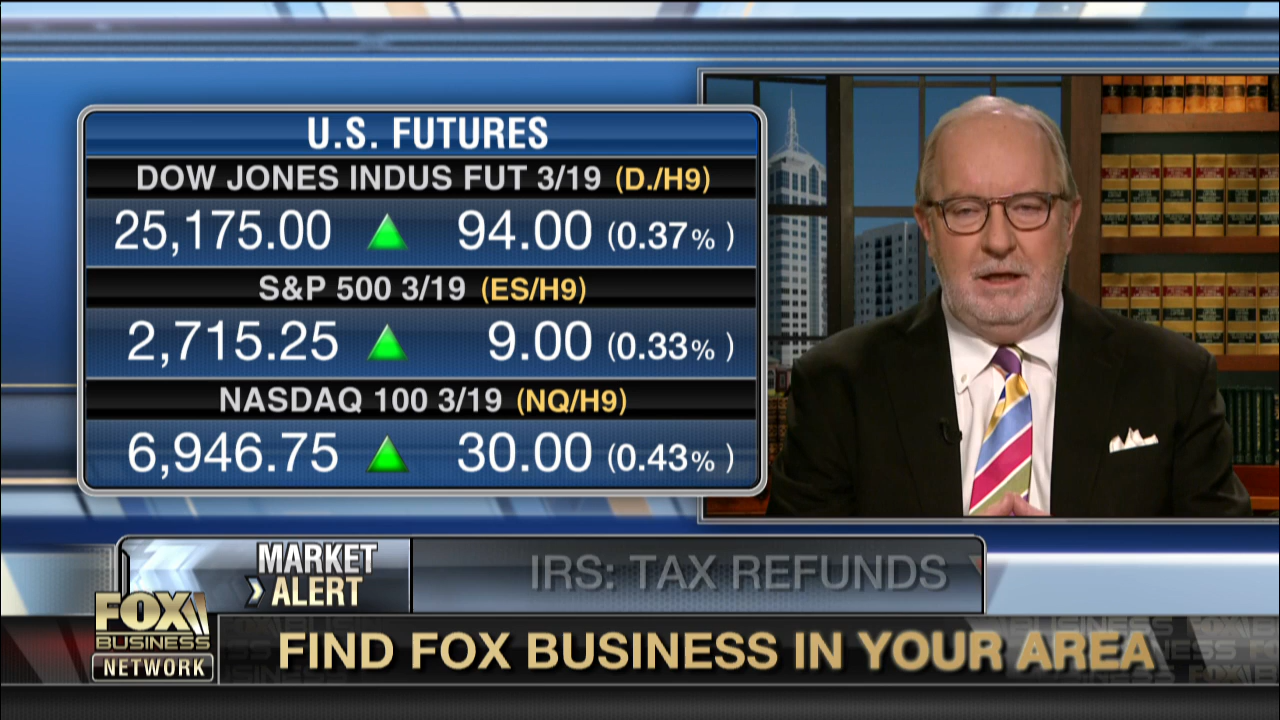 U.S. FUTURES
DOW JONES INDUS FUT 3/19 (D./H9)
25,175.00 94.00 (0.37% )
S&P 500 3/19 (ES/H9)
2,715.25 9.00 (0.33% )
NASDAQ 100 3/19 (NQ/H9)
6,946.75 30.00 (0.43% )
MARKET
ALERT
IRS: TAX REFUNDS
FOX
BUSINESS
NETWORK
FIND FOX BUSINESS IN YOUR AREA